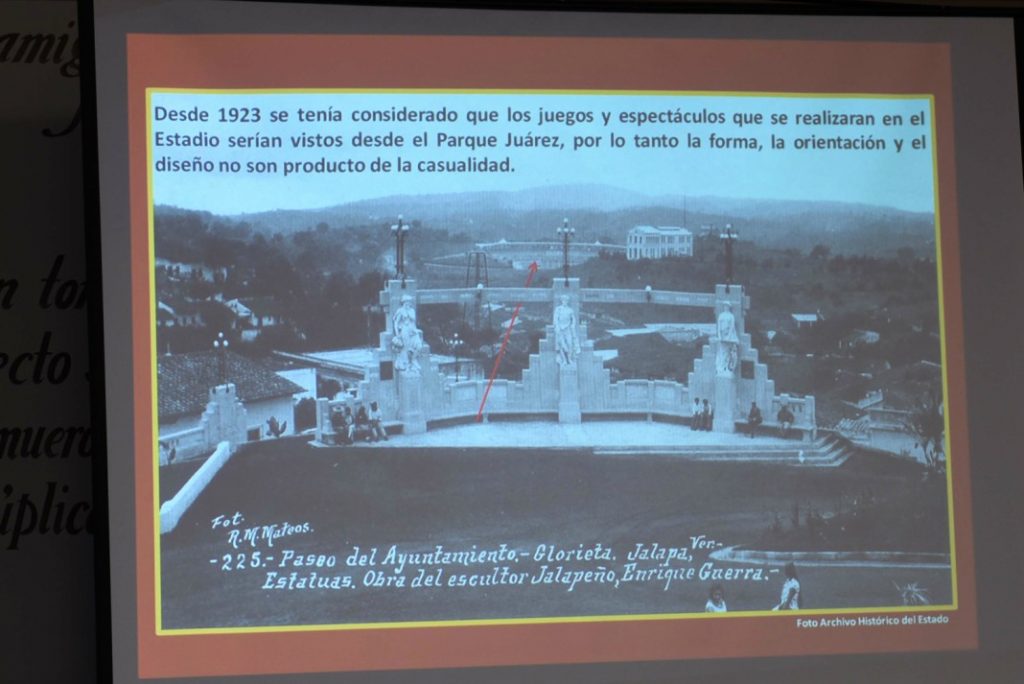 Desde 1923 se tenía considerado que los juegos y espectáculos que se realizaran en el
Estadio serían vistos desde el Parque Juárez, por lo tanto la forma, la orientación y el
diseño no son producto de la casualidad.
Fot.
R.M. Mateos.
-225.- Paseo del Ayuntamiento.- Glorieta. Jalapa, Ver.-
Estatuas. Obra del escultor Jalapeño, Enrique Guerra.-
Foto Archivo Histórico del Estado